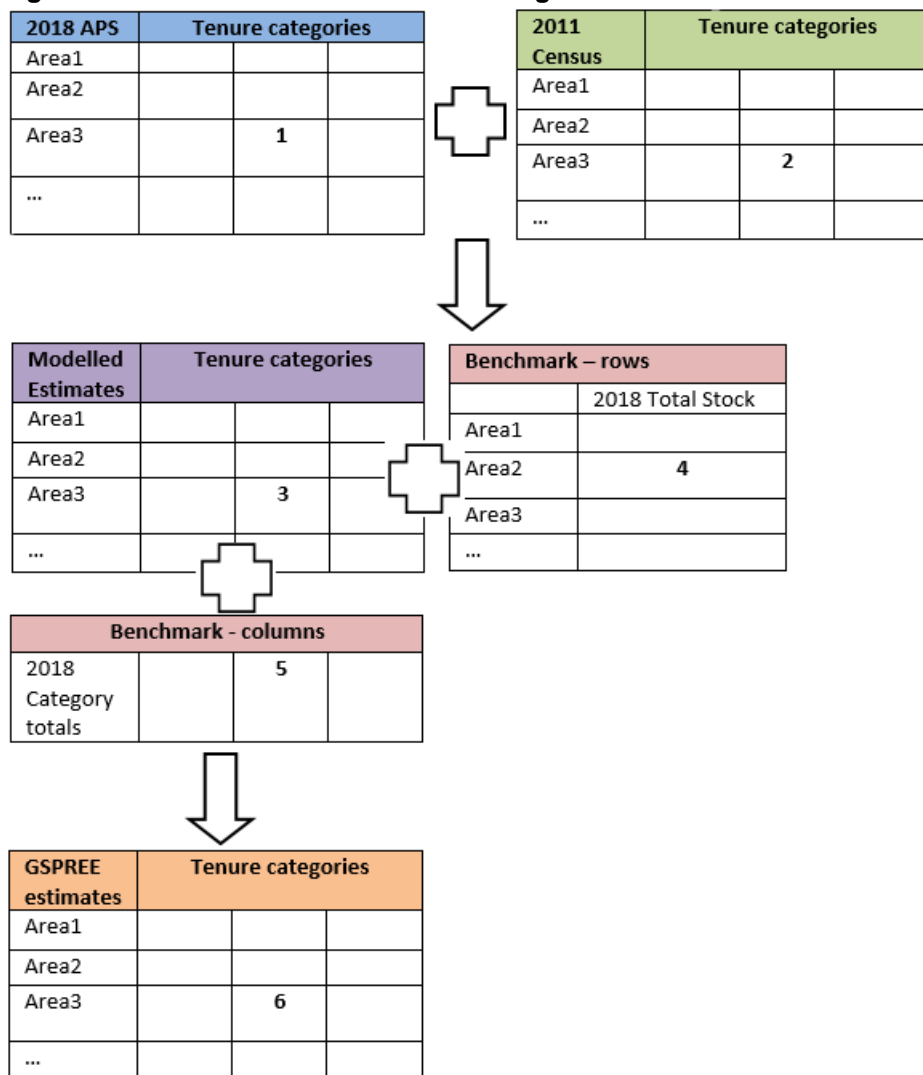 2018 APS Tenure categories
Area1
Area2
Area3 1
...
2011 Census Tenure categories
Area1
Area2
Area3 2
...
Modelled Estimates Tenure categories
Area1
Area2
Area3 3
...
Benchmark – rows
2018 Total Stock
Area1
Area2 4
Area3
...
Benchmark - columns
2018 Category totals 5
GSPREE estimates Tenure categories
Area1
Area2
Area3 6
...